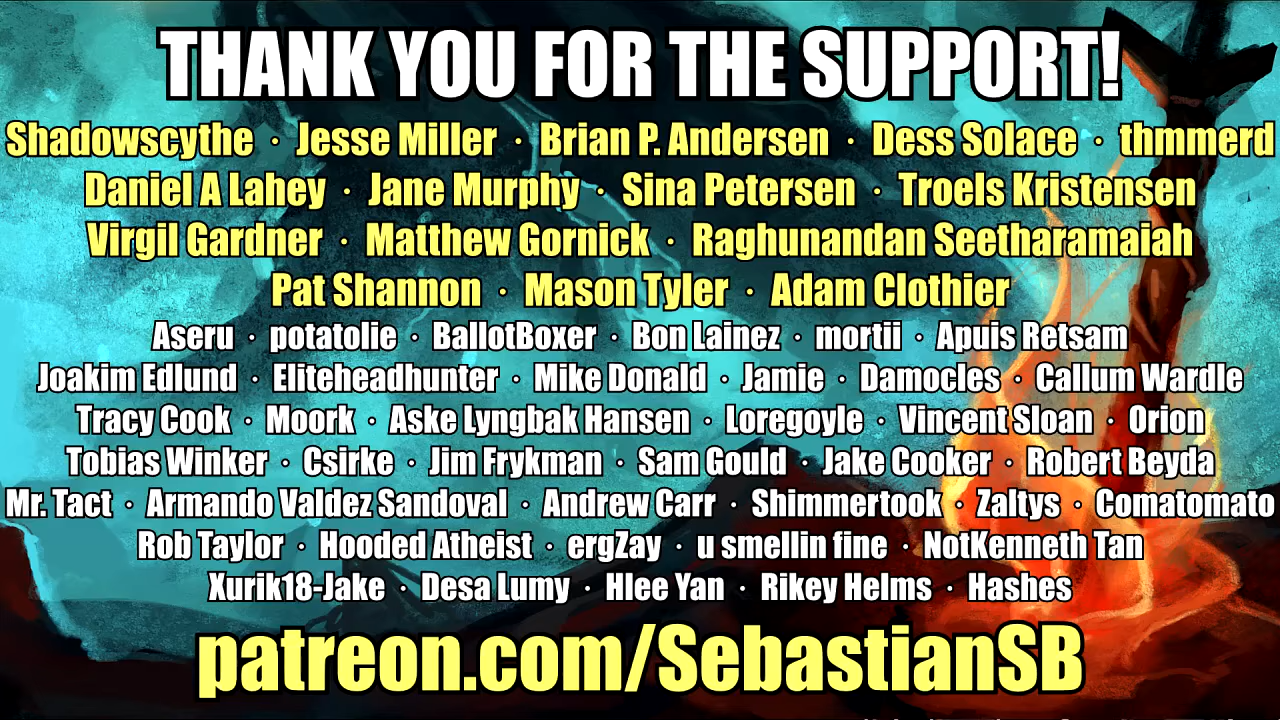 THANK YOU FOR THE SUPPORT!
Shadowscythe · Jesse Miller · Brian P. Andersen · Dess Solace · thmmerd
Daniel A Lahey · Jane Murphy · Sina Petersen · Troels Kristensen
Virgil Gardner · Matthew Gornick · Raghunandan Seetharamaiah
Pat Shannon · Mason Tyler · Adam Clothier
Aseru · potatolie · BallotBoxer · Bon Lainez · mortii · Apuis Retsam
Joakim Edlund · Eliteheadhunter · Mike Donald · Jamie · Damocles · Callum Wardle
Tracy Cook · Moork · Aske Lyngbak Hansen · Loregoyle · Vincent Sloan · Orion
Tobias Winker · Csirke · Jim Frykman · Sam Gould · Jake Cooker · Robert Beyda
Mr. Tact · Armando Valdez Sandoval · Andrew Carr · Shimmertook · Zaltys · Comatomato
Rob Taylor · Hooded Atheist · ergZay · u smellin fine · NotKenneth Tan
Xurik18-Jake · Desa Lumy · Hlee Yan · Rikey Helms · Hashes
patreon.com/SebastianSB